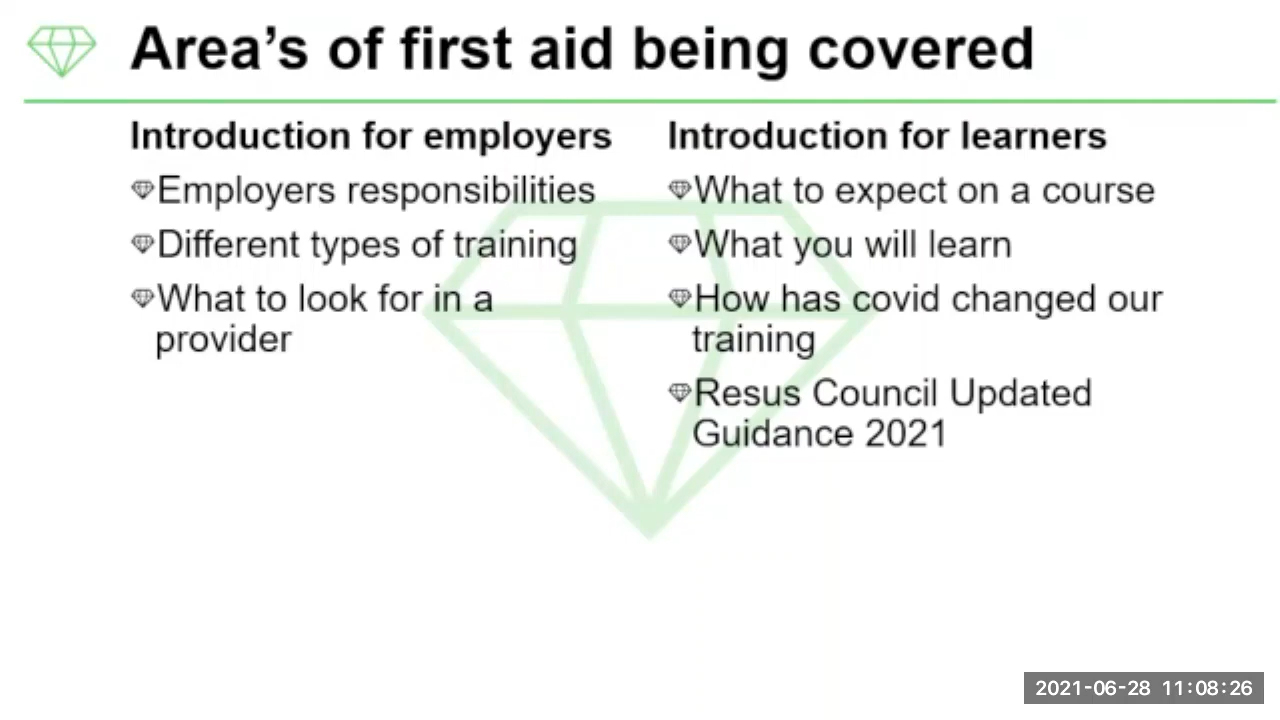 Area’s of first aid being covered
Introduction for employers
Employers responsibilities
Different types of training
What to look for in a
provider
Introduction for learners
What to expect on a course
What you will learn
How has covid changed our
training
Resus Council Updated
Guidance 2021
2021-06-28 11:08:26